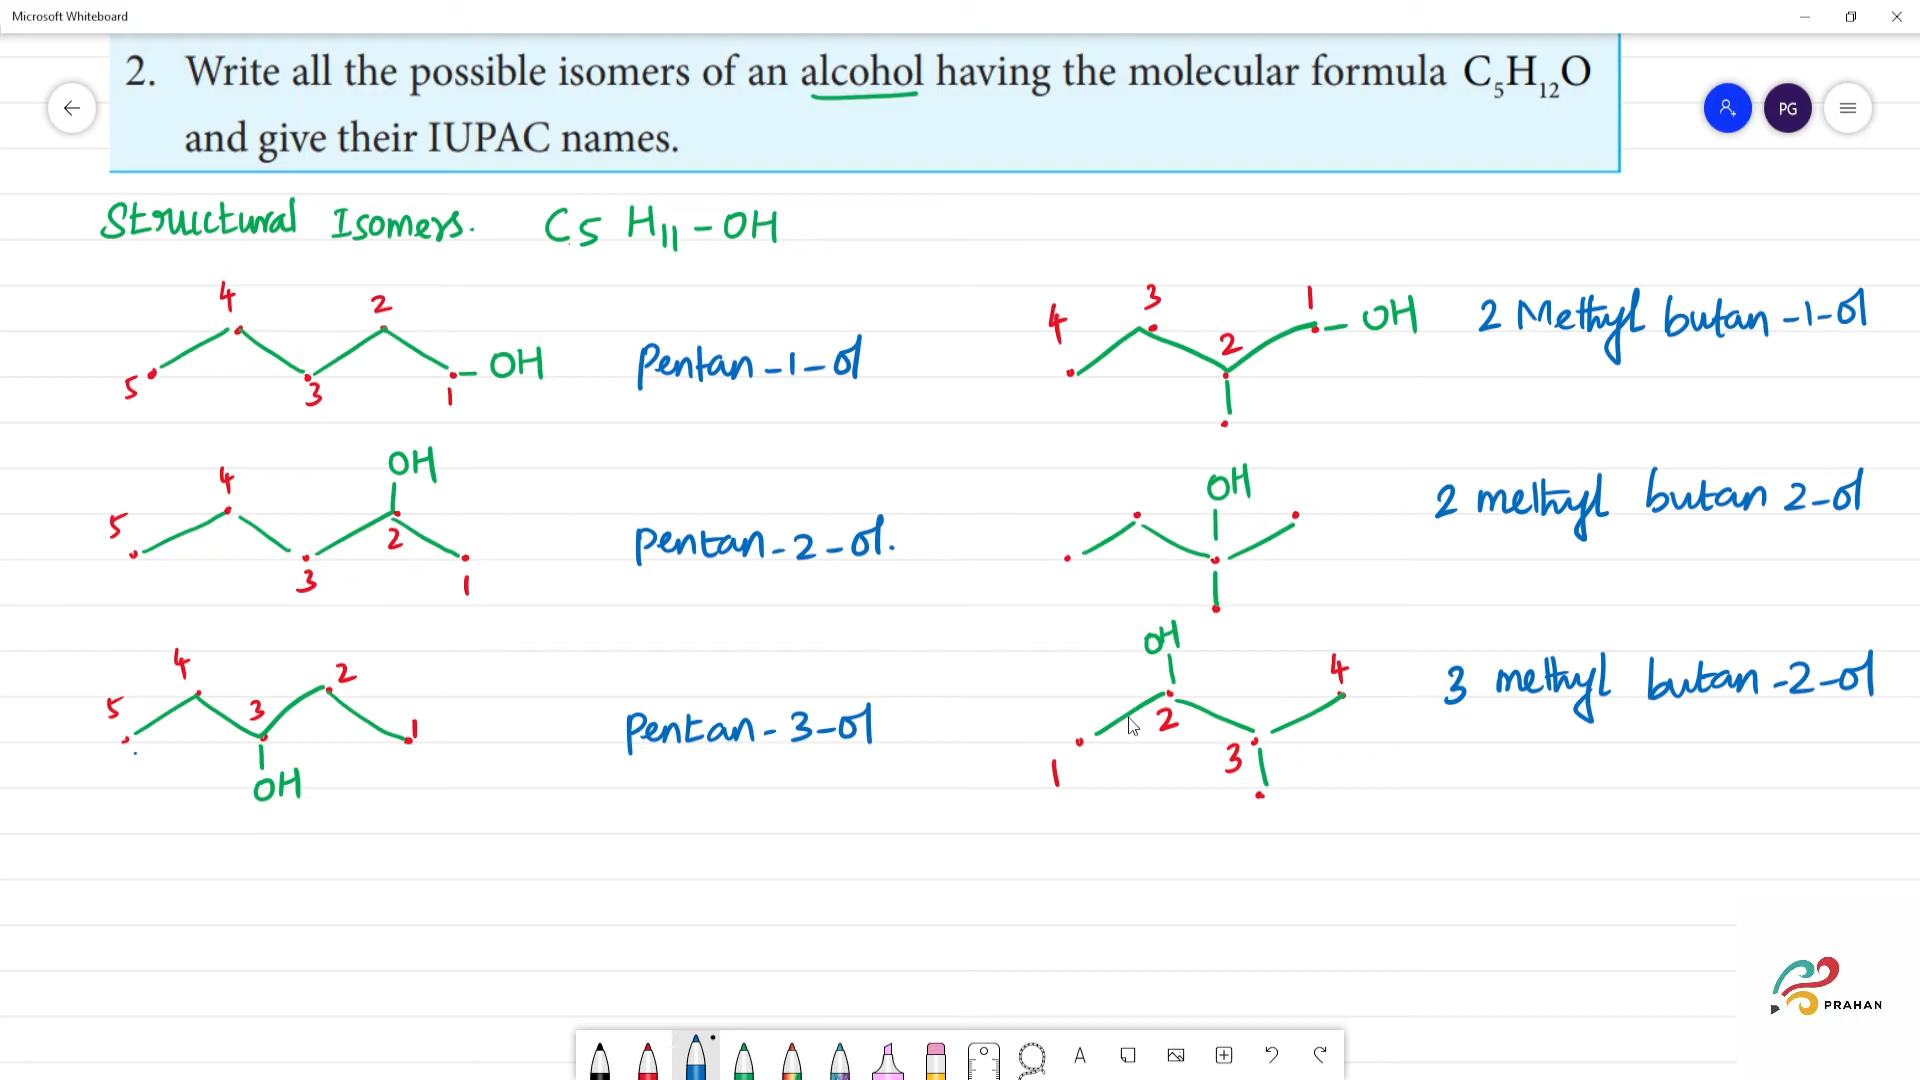 Microsoft Whiteboard
2. Write all the possible isomers of an alcohol having the molecular formula C5H12O
and give their IUPAC names.
PG
Structural Isomers. C5 H11 - OH
4 2
5 3 1 - OH Pentan - 1 - ol
4 3 1 - OH 2 Methyl butan - 1 - ol
2
OH
5 4 3 2 1 Pentan - 2 - ol.
OH
2 methyl butan 2 - ol
5 4 3 2 1 Pentan - 3 - ol
OH
OH
1 2 3 4 3 methyl butan - 2 - ol
PRAHAN
A